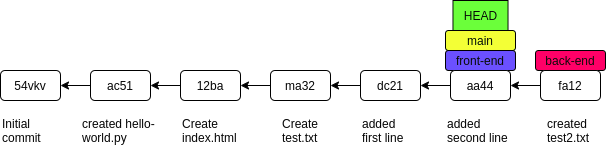 HEAD
main
front-end
back-end
54vkv
ac51
12ba
ma32
dc21
aa44
fa12
Initial
commit
created hello-
world.py
Create
index.html
Create
test.txt
added
first line
added
second line
created
test2.txt